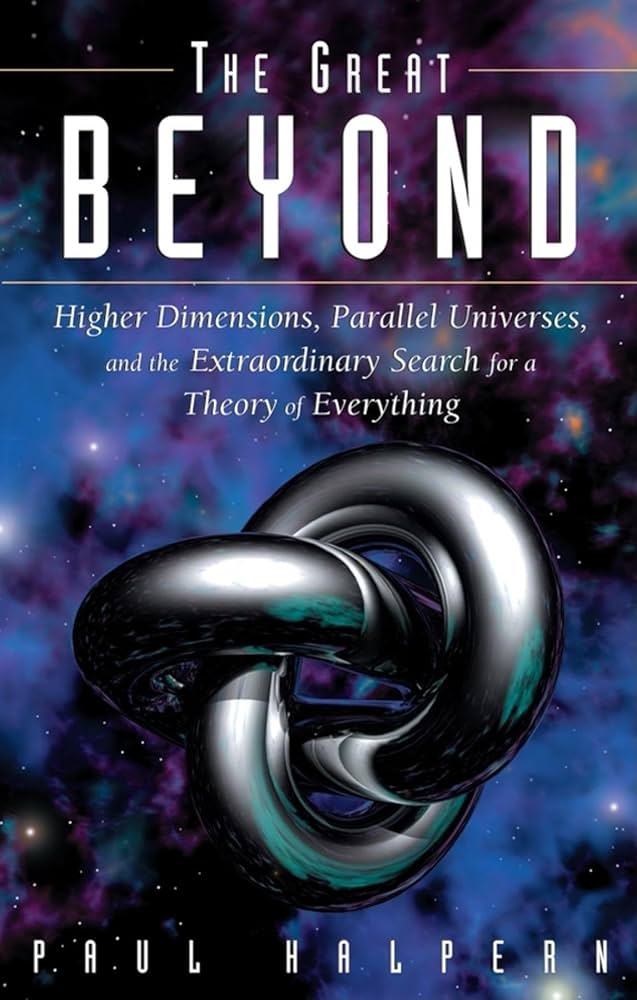 The Great
BEYOND
Higher Dimensions, Parallel Universes,
and the Extraordinary Search for a
Theory of Everything
PAUL HALPERN